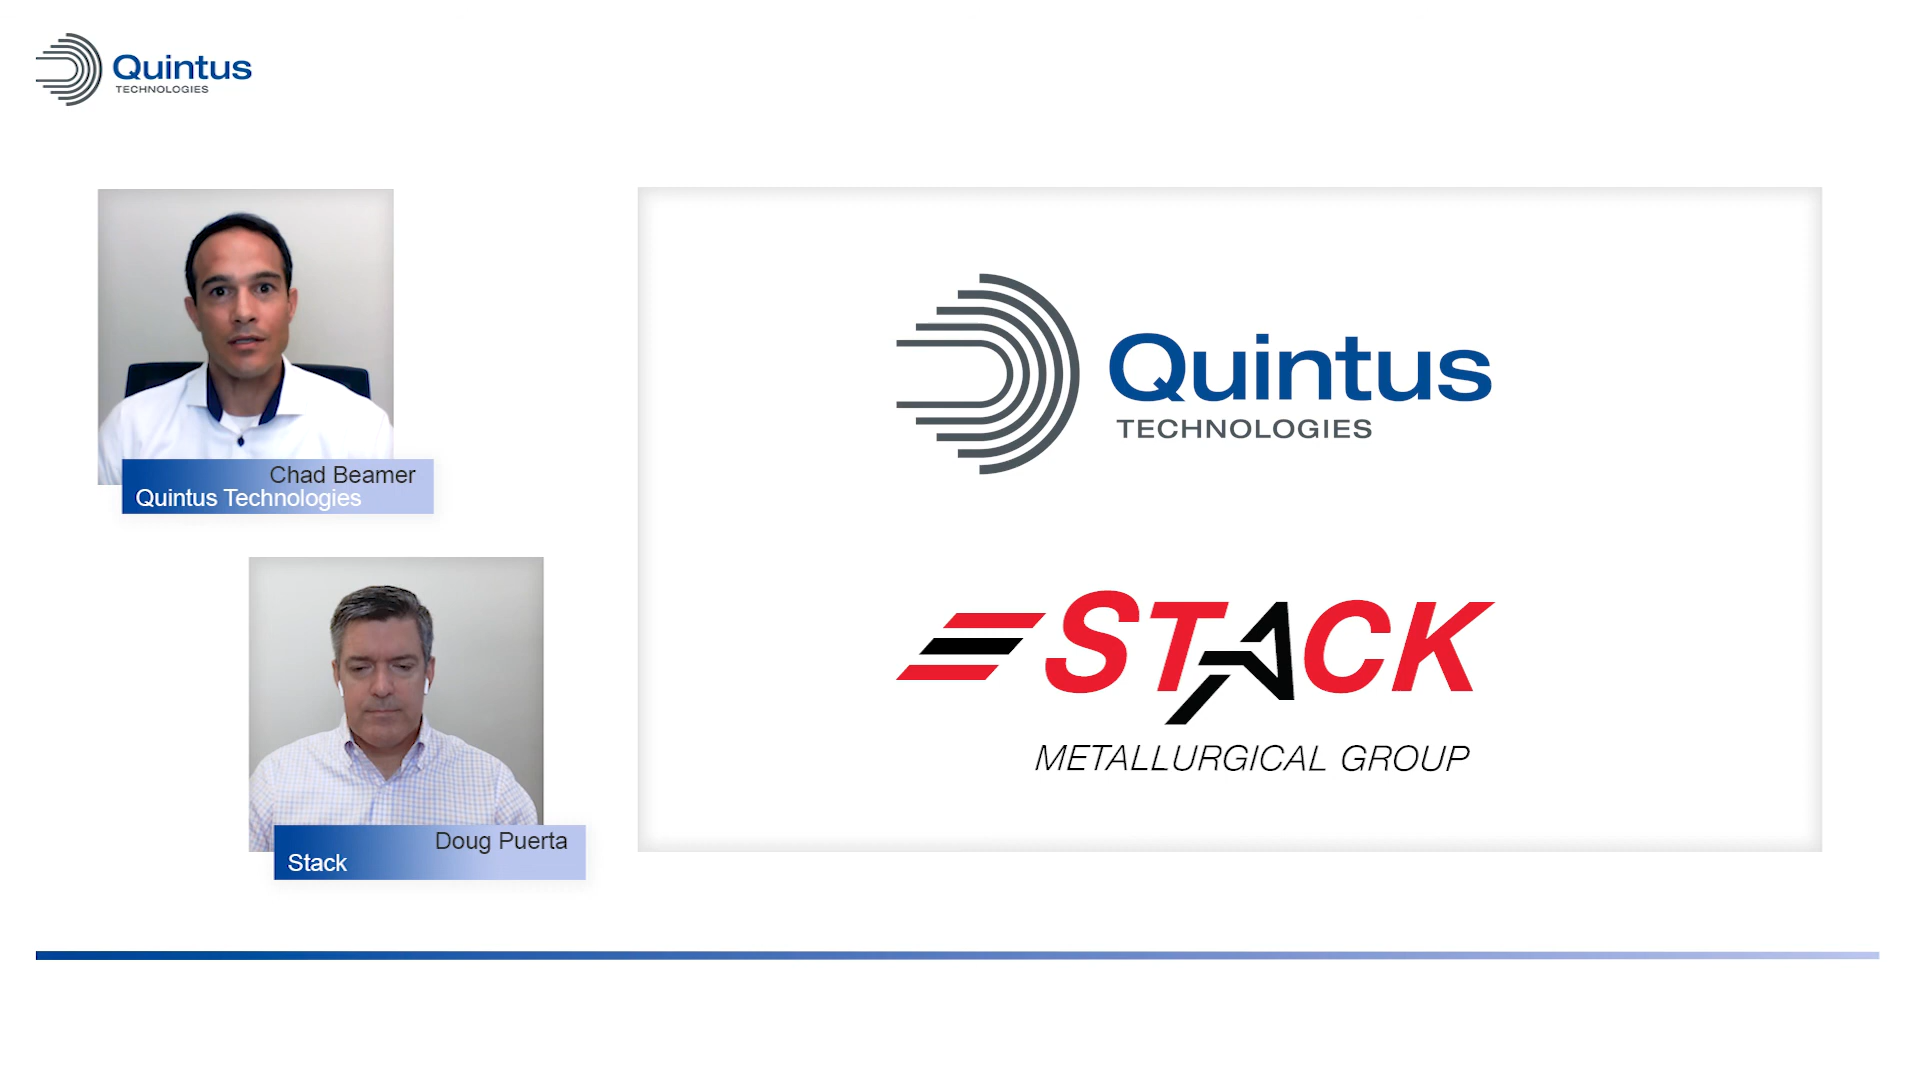 Quintus
TECHNOLOGIES
Chad Beamer
Quintus Technologies
Doug Puerta
Stack
Quintus
TECHNOLOGIES
STACK
METALLURGICAL GROUP